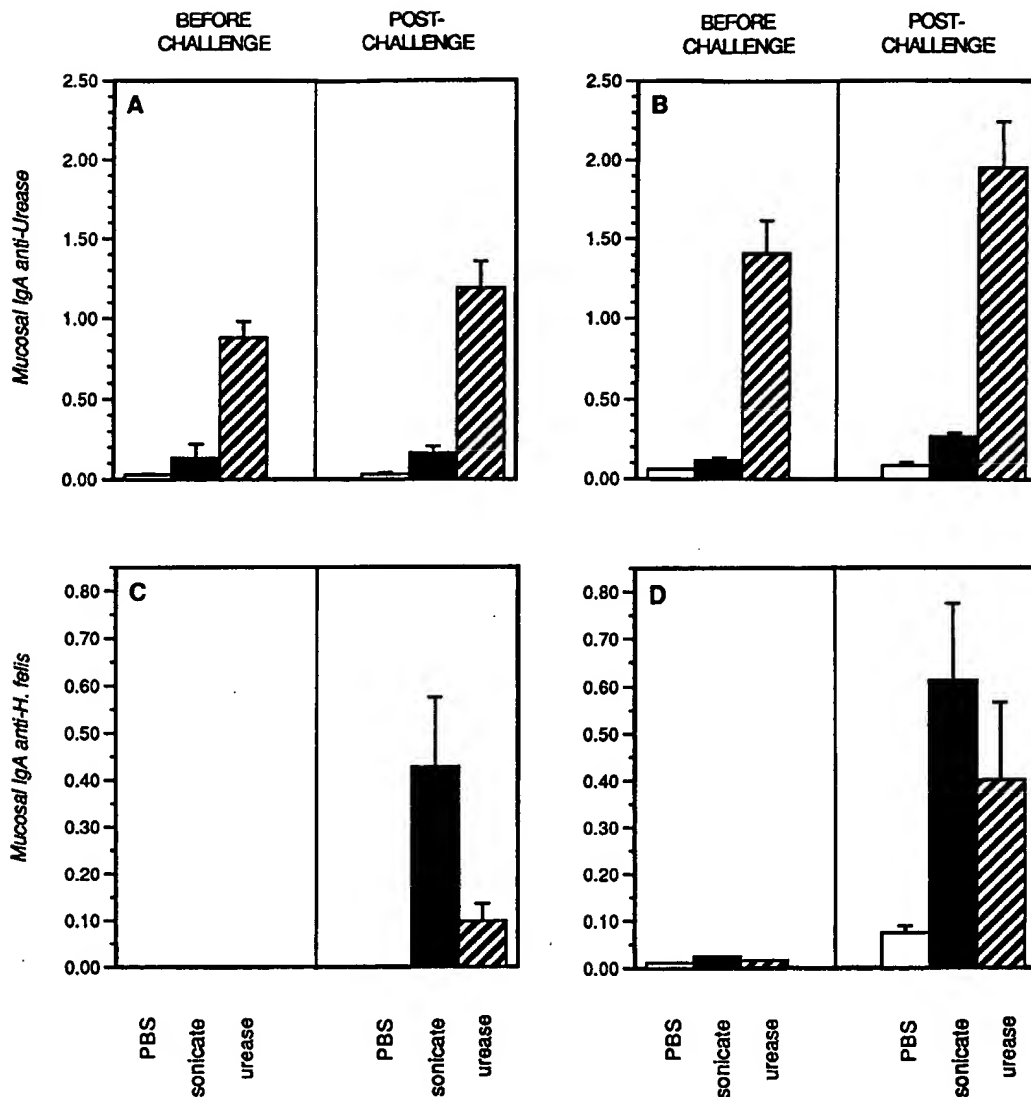 BEFORE
CHALLENGE
POST-
CHALLENGE
BEFORE
CHALLENGE
POST-
CHALLENGE
Mucosal IgA anti-Urease
2.50
2.00
1.50
1.00
0.50
0.00
A
2.50
2.00
1.50
1.00
0.50
0.00
B
Mucosal IgA anti-H. felis
0.80
0.70
0.60
0.50
0.40
0.30
0.20
0.10
0.00
C
0.80
0.70
0.60
0.50
0.40
0.30
0.20
0.10
0.00
D
PBS
sonicate
urease
PBS
sonicate
urease
PBS
sonicate
urease
PBS
sonicate
urease